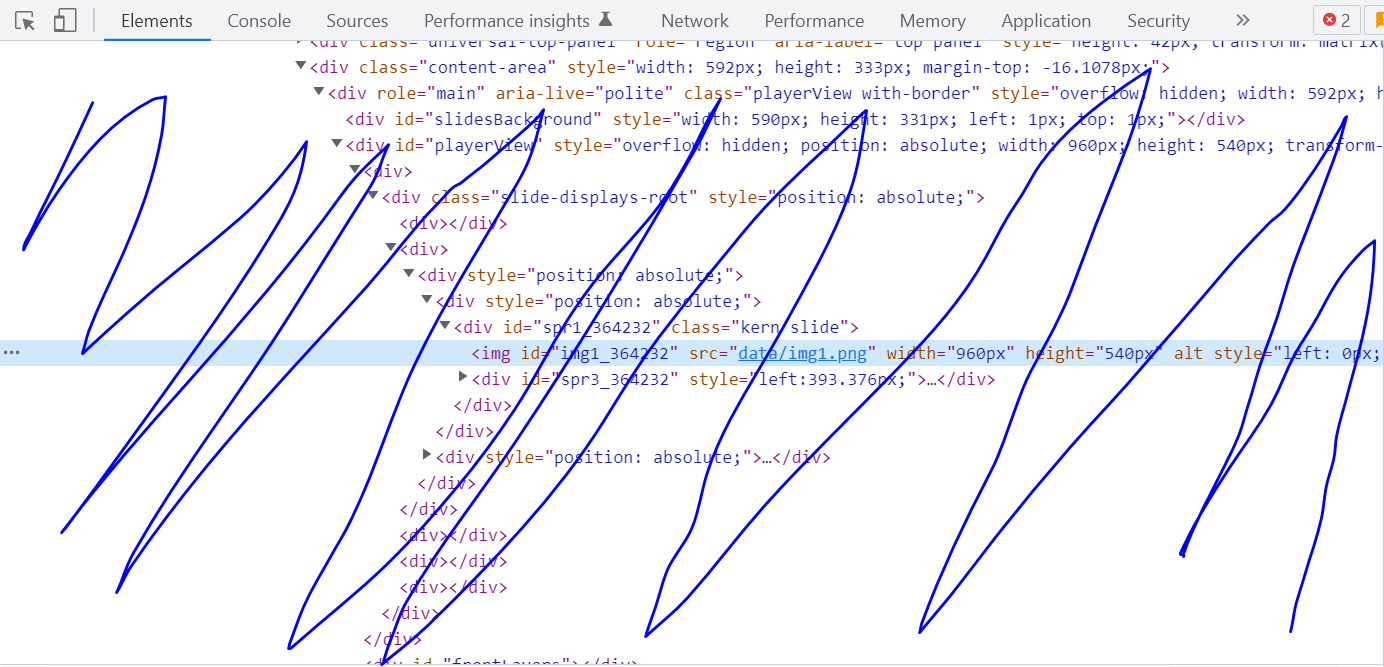 Elements Console Sources Performance insights Network Performance Memory Application Security 2
<div class="universal-top-panel" role="region" aria-label="top panel" style="height: 42px; transform: matrix(
<div class="content-area" style="width: 592px; height: 333px; margin-top: -16.1078px;">
<div role="main" aria-live="polite" class="playerView with-border" style="overflow: hidden; width: 592px; h
<div id="slidesBackground" style="width: 590px; height: 331px; left: 1px; top: 1px;"></div>
<div id="playerView" style="overflow: hidden; position: absolute; width: 960px; height: 540px; transform-
<div>
<div class="slide-displays-root" style="position: absolute;">
<div></div>
<div>
<div style="position: absolute;">
<div style="position: absolute;">
<div id="spr1_364232" class="kern slide">
<img id="img1_364232" src="data/img1.png" width="960px" height="540px" alt style="left: 0px;
<div id="spr3_364232" style="left:393.376px;">…</div>
</div>
</div>
<div style="position: absolute;">…</div>
</div>
</div>
<div></div>
<div></div>
<div></div>
</div>
</div>
<div id="frontLayers"></div>